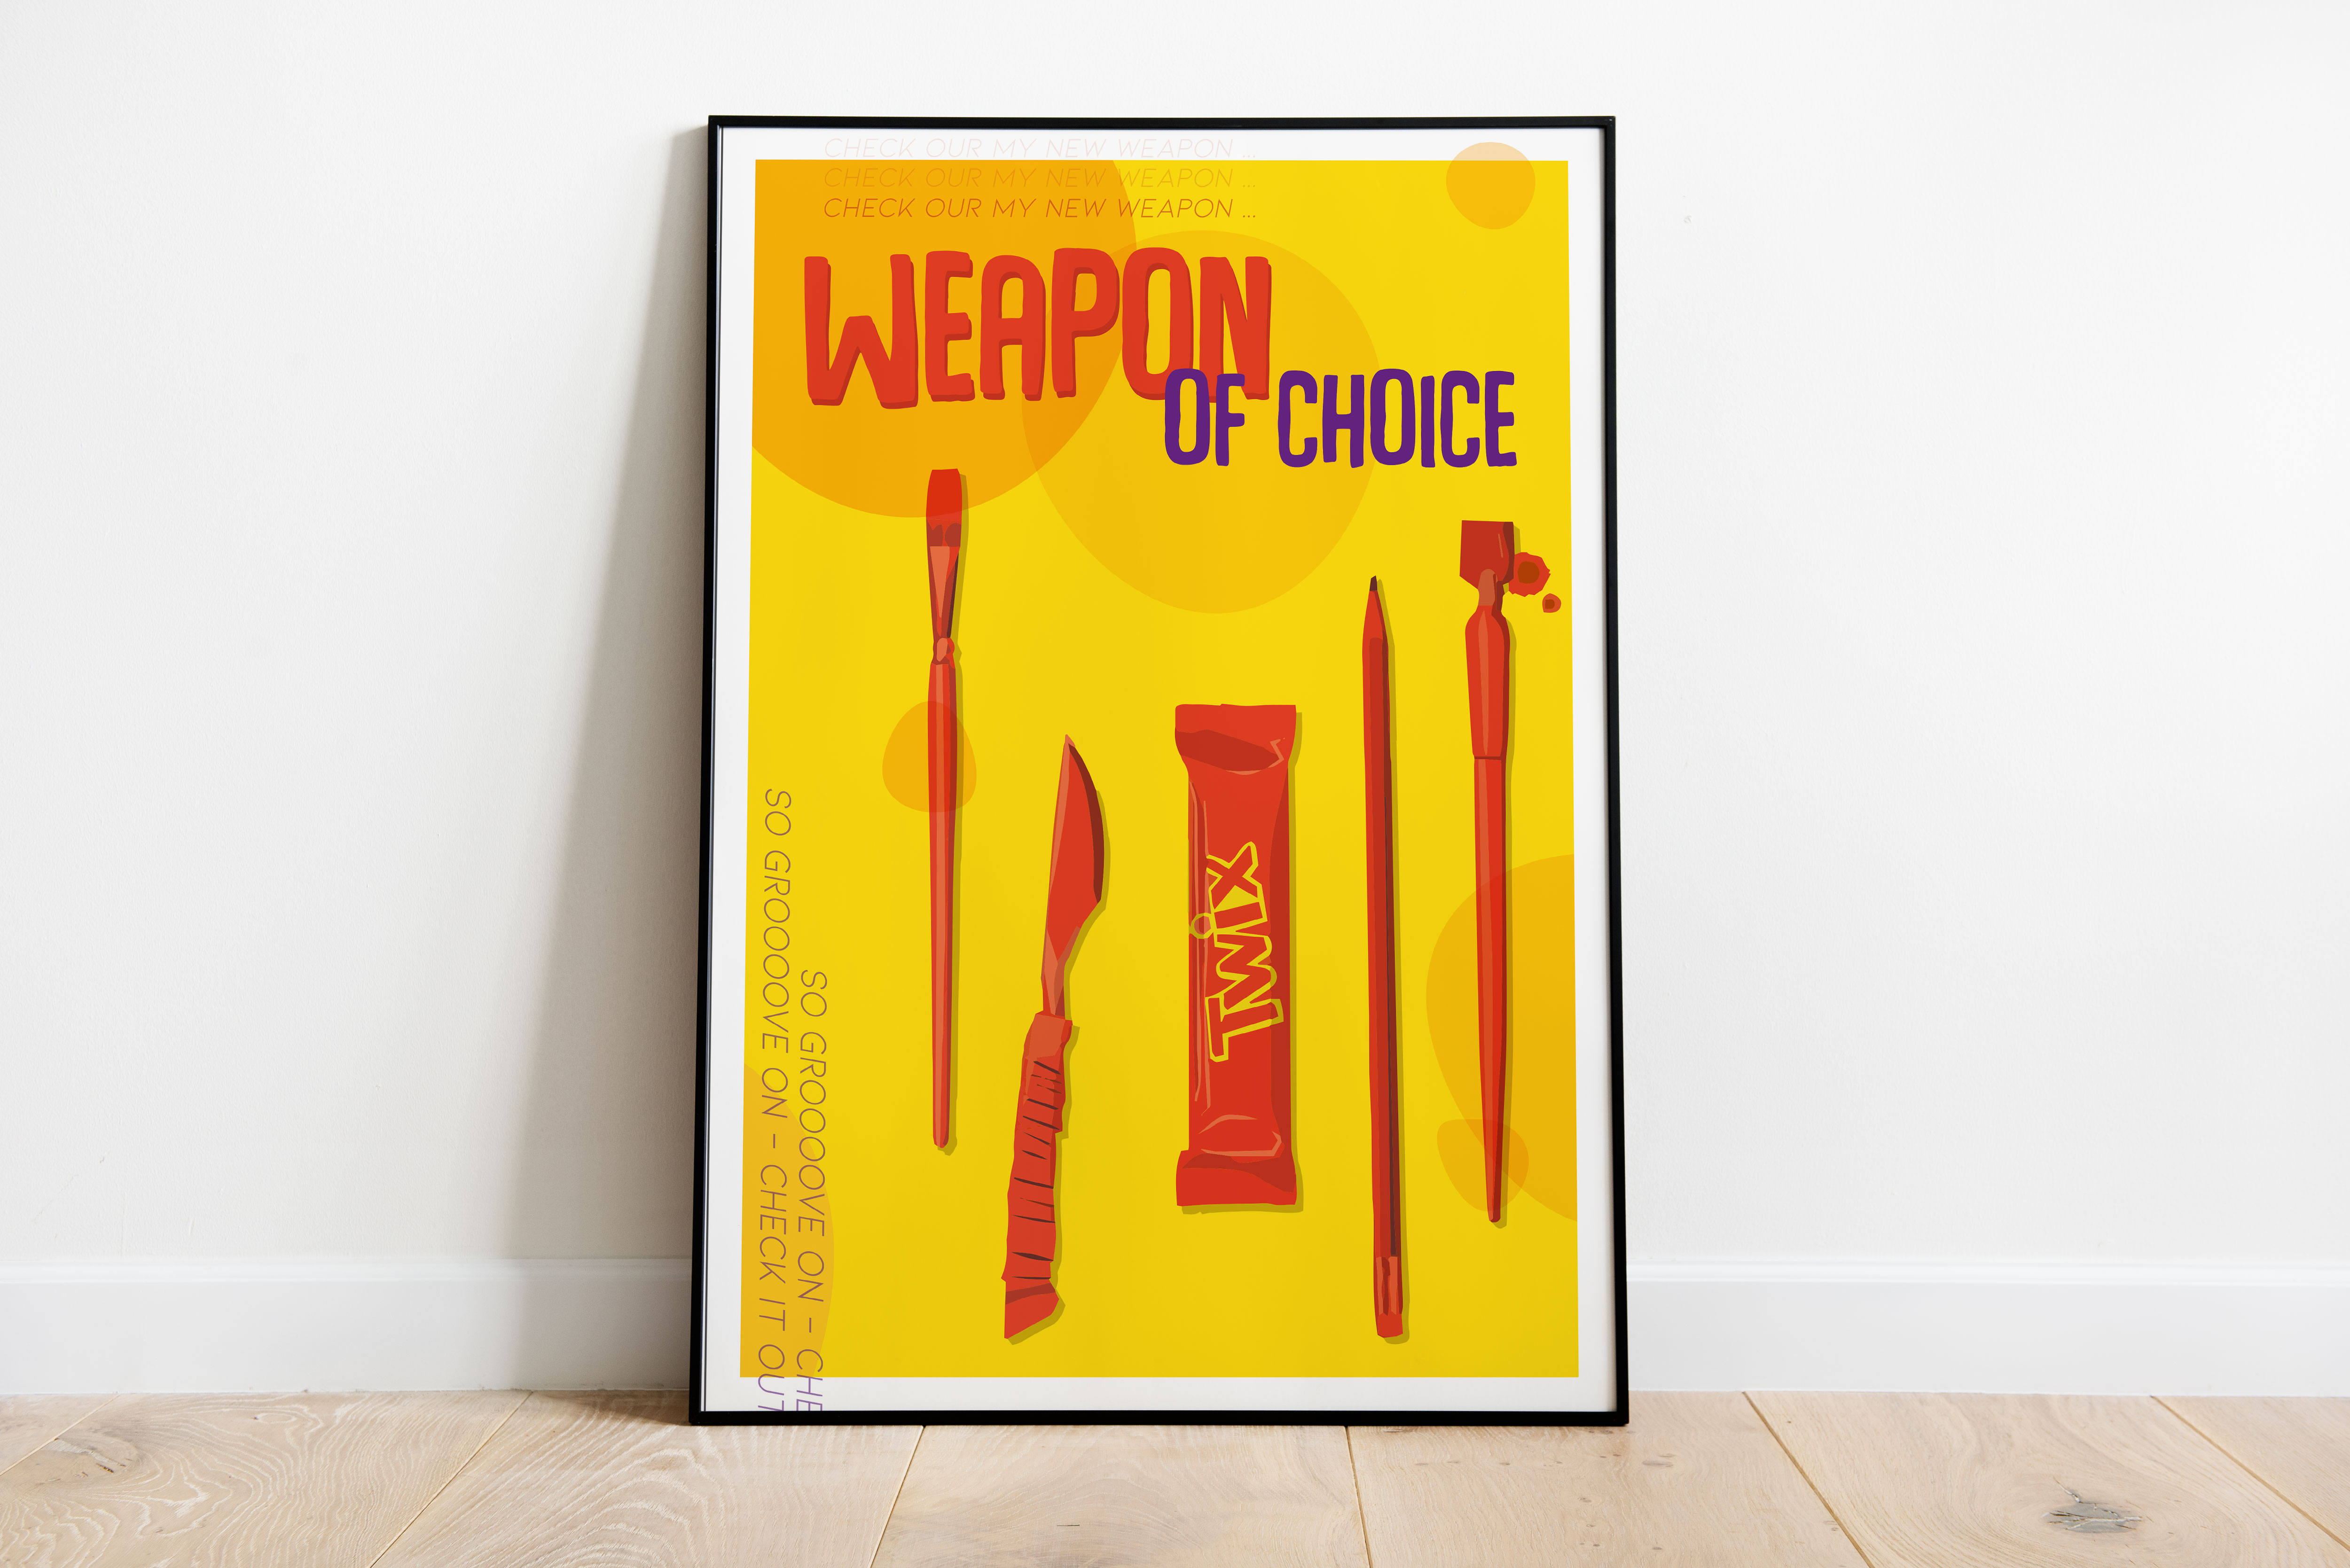 CHECK OUR MY NEW WEAPON ...
CHECK OUR MY NEW WEAPON ...
CHECK OUR MY NEW WEAPON ...
WEAPON
OF CHOICE
TWiX
SO GROOOOVE ON - CHECK IT OUT
SO GROOOOVE ON - CHE